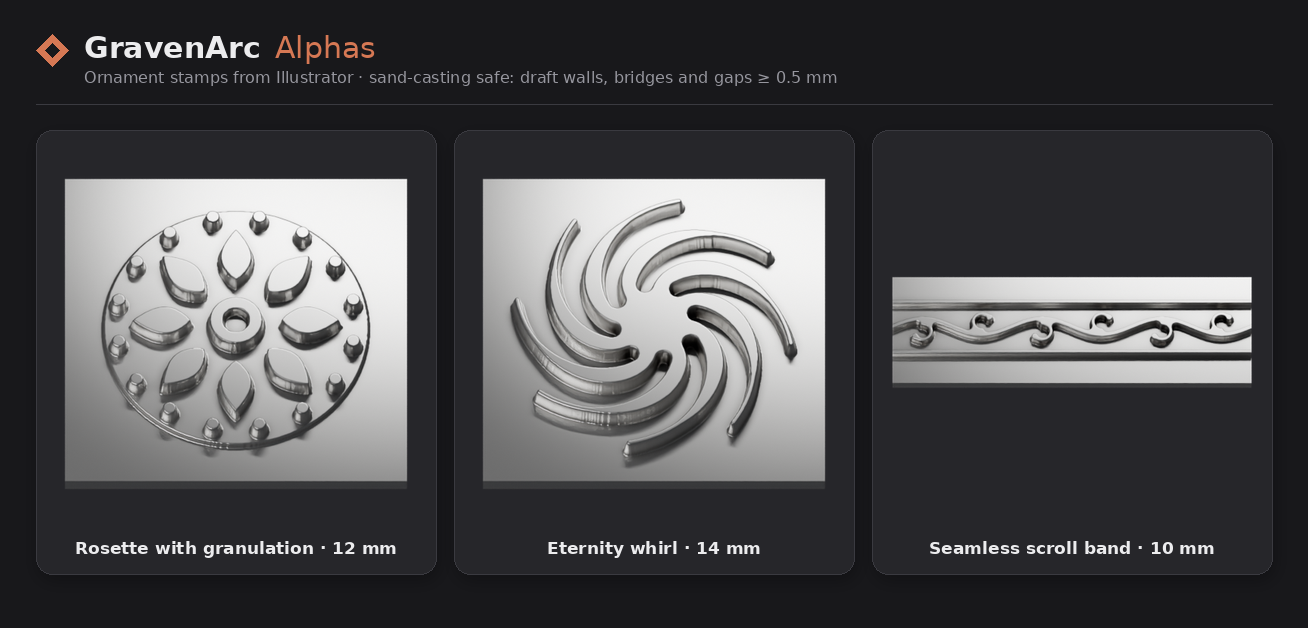 GravenArc Alphas
Ornament stamps from Illustrator · sand-casting safe: draft walls, bridges and gaps ≥ 0.5 mm
Rosette with granulation · 12 mm
Eternity whirl · 14 mm
Seamless scroll band · 10 mm